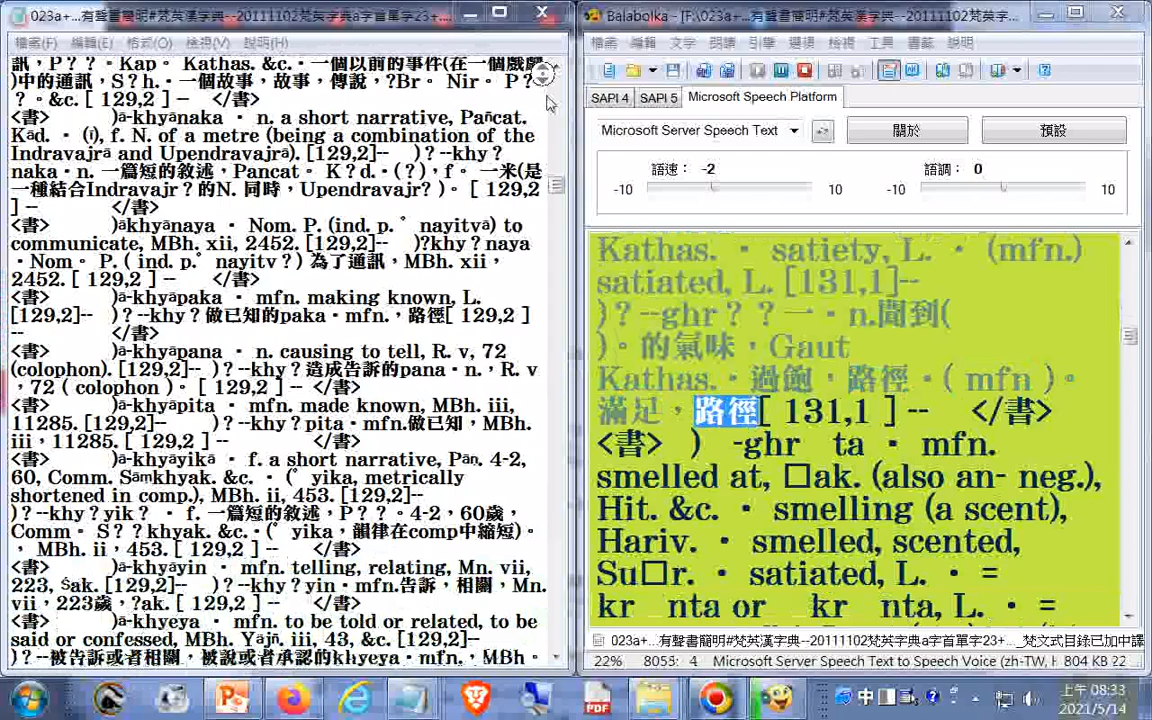 023a+...有聲書簡明#梵英漢字典--20111102梵英字典a字首單字23+...
檔案(F) 編輯(E) 格式(O) 檢視(V) 說明(H)
訊，P？？。Kap。 Kathas. &c.。一個以前的事件(在一個戲劇
)中的通訊，S？h.。一個故事，故事，傳說，?Br。 Nir。 P？
？。&c. [ 129,2 ] -- </書>
<書> )ā-khyānaka • n. a short narrative, Pañcat.
Kād. • (ī), f. N. of a metre (being a combination of the
Indravajrā and Upendravajrā). [129,2]-- )？--khy？
naka • n. 一篇短的敘述，Pancat. K？d.•(？)，f。一米(是
一種結合Indravajr？的N. 同時，Upendravajr？)。[ 129,2
] -- </書>
<書> )ākhyānaya • Nom. P. (ind. p. ゜nayitvā) to
communicate, MBh. xii, 2452. [129,2]-- )?khy？naya
•Nom。P. ( ind. p.゜nayitv？) 為了通訊，MBh. xii，
2452. [ 129,2 ] -- </書>
<書> )ā-khyāpaka • mfn. making known, L.
[129,2]-- )？--khy？做已知的paka•mfn.，路徑[ 129,2 ]
-- </書>
<書> )ā-khyāpana • n. causing to tell, R. v, 72
(colophon). [129,2]-- )？--khy？造成告訴的pana•n.，R. v
，72 ( colophon )。[ 129,2 ] -- </書>
<書> )ā-khyāpita • mfn. made known, MBh. iii,
11285. [129,2]-- )？--khy？pita•mfn.做已知，MBh.
iii，11285. [ 129,2 ] -- </書>
<書> )ā-khyāyikā • f. a short narrative, Pāṇ. 4-2,
60, Comm. Sāṃkhyak. &c. • (゜yika, metrically
shortened in comp.), MBh. ii, 453. [129,2]--
)？--khy？yik？• f. 一篇短的敘述，P？？。4-2，60歲，
Comm。S？？khyak. &c.•(゜yika，韻律在comp中縮短)。
，MBh. ii，453. [ 129,2 ] -- </書>
<書> )ā-khyāyin • mfn. telling, relating, Mn. vii,
223, Śak. [129,2]-- )？--khy？yin•mfn.告訴，相關，Mn.
vii，223歲，?ak. [ 129,2 ] -- </書>
<書> )ā-khyeya • mfn. to be told or related, to be
said or confessed, MBh. Yājñ. iii, 43, &c. [129,2]--
)？--被告訴或者相關，被說或者承認的khyeya•mfn.，MBh。
Balabolka - [F:\023a+...有聲書簡明#梵英漢字典--20111102梵英字...
檔案 編輯 文字 朗讀 引擎 選項 檢視 工具 書籤 說明
SAPI 4 SAPI 5 Microsoft Speech Platform
Microsoft Server Speech Text 關於 預設
語速： -2 語調： 0
-10 10 -10 10
Kathas. • satiety, L. • (mfn.)
satiated, L. [131,1]--
)？--ghr？？一•n.聞到(
)。的氣味，Gaut
Kathas.•過飽，路徑•( mfn )。
滿足，路徑[ 131,1 ] -- </書>
<書> ) -ghr ta • mfn.
smelled at, □ak. (also an- neg.),
Hit. &c. • smelling (a scent),
Hariv. • smelled, scented,
Su□r. • satiated, L. • =
kr nta or kr nta, L. • =
023a+...有聲書簡明#梵英漢字典--20111102梵英字典a字首單字23+..._梵文式目錄已加中譯
22% 8055: 4 Microsoft Server Speech Text to Speech Voice (zh-TW, H 804 KB 22
中 上午 08:33
2021/5/14